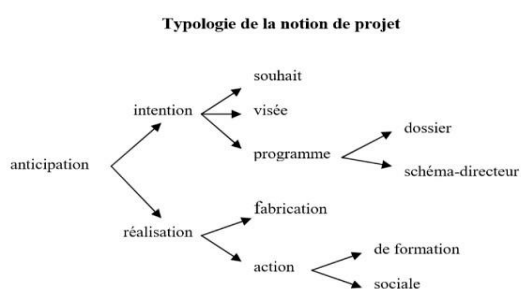 Typologie de la notion de projet
souhait
intention
visée
dossier
programme
anticipation
schéma-directeur
fabrication
réalisation
de formation
action
sociale